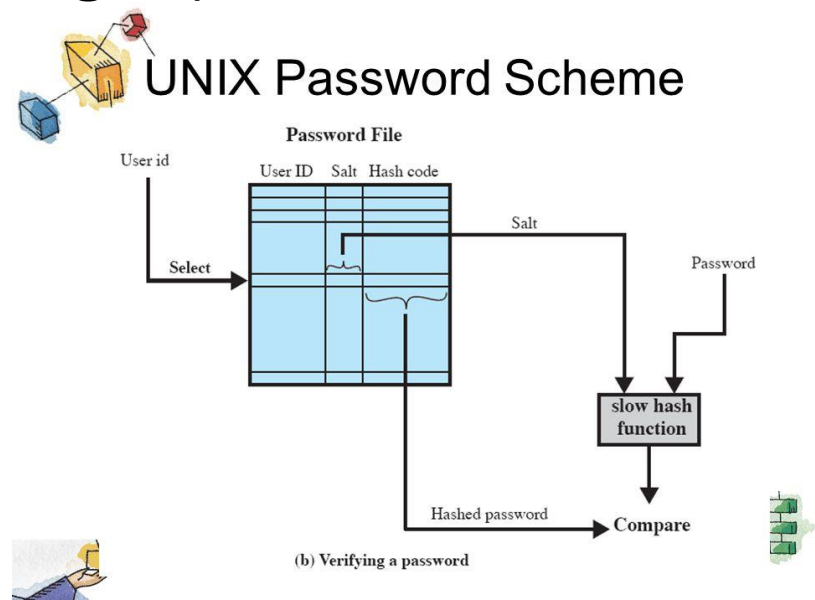 UNIX Password Scheme
Password File
User id
User ID Salt Hash code
Salt
Select
Password
slow hash
function
Hashed password
Compare
(b) Verifying a password